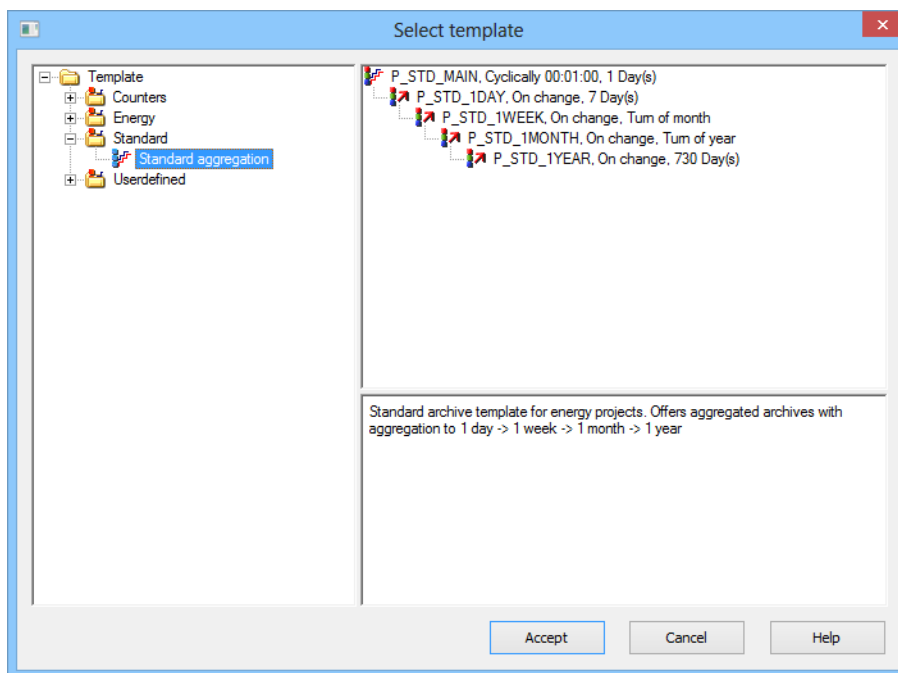 Select template
Template
Counters
Energy
Standard
Standard aggregation
Userdefined
P_STD_MAIN, Cyclically 00:01:00, 1 Day(s)
P_STD_1DAY, On change, 7 Day(s)
P_STD_1WEEK, On change, Turn of month
P_STD_1MONTH, On change, Turn of year
P_STD_1YEAR, On change, 730 Day(s)
Standard archive template for energy projects. Offers aggregated archives with
aggregation to 1 day -> 1 week -> 1 month -> 1 year
Accept
Cancel
Help